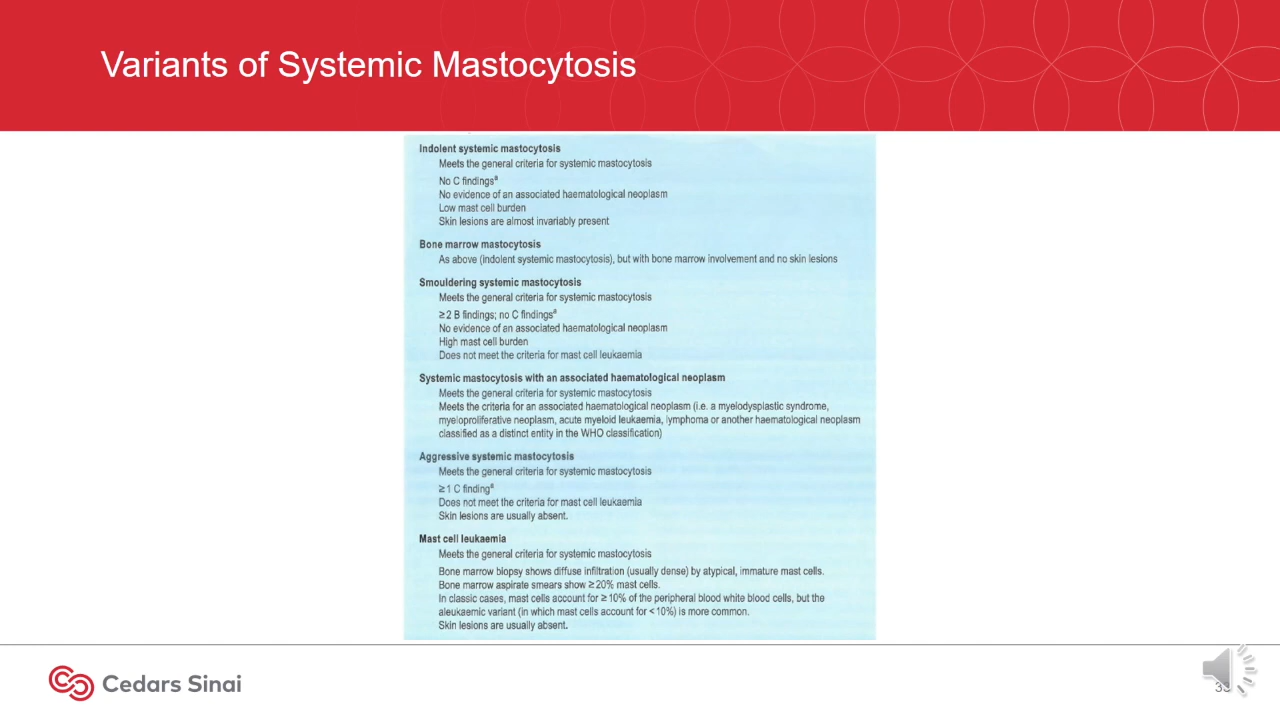 Variants of Systemic Mastocytosis
Indolent systemic mastocytosis
Meets the general criteria for systemic mastocytosis
No C findingsª
No evidence of an associated haematological neoplasm
Low mast cell burden
Skin lesions are almost invariably present
Bone marrow mastocytosis
As above (indolent systemic mastocytosis), but with bone marrow involvement and no skin lesions
Smouldering systemic mastocytosis
Meets the general criteria for systemic mastocytosis
≥2 B findings; no C findingsª
No evidence of an associated haematological neoplasm
High mast cell burden
Does not meet the criteria for mast cell leukaemia
Systemic mastocytosis with an associated haematological neoplasm
Meets the general criteria for systemic mastocytosis
Meets the criteria for an associated haematological neoplasm (i.e. a myelodysplastic syndrome,
myeloproliferative neoplasm, acute myeloid leukaemia, lymphoma or another haematological neoplasm
classified as a distinct entity in the WHO classification)
Aggressive systemic mastocytosis
Meets the general criteria for systemic mastocytosis
≥1 C findingª
Does not meet the criteria for mast cell leukaemia
Skin lesions are usually absent.
Mast cell leukaemia
Meets the general criteria for systemic mastocytosis
Bone marrow biopsy shows diffuse infiltration (usually dense) by atypical, immature mast cells.
Bone marrow aspirate smears show ≥20% mast cells.
In classic cases, mast cells account for ≥10% of the peripheral blood white blood cells, but the
aleukaemic variant (in which mast cells account for <10%) is more common.
Skin lesions are usually absent.
Cedars Sinai